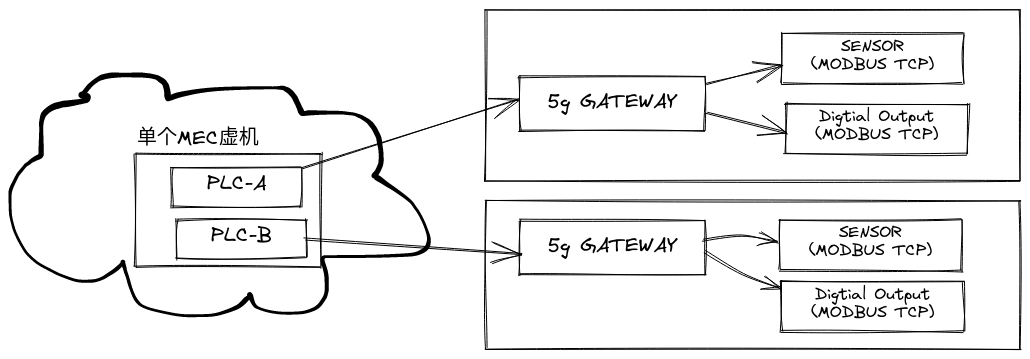 单个MEC虚机
PLC-A
PLC-B
5g GATEWAY
SENSOR
(MODBUS TCP)
Digtial Output
(MODBUS TCP)
5g GATEWAY
SENSOR
(MODBUS TCP)
Digtial Output
(MODBUS TCP)